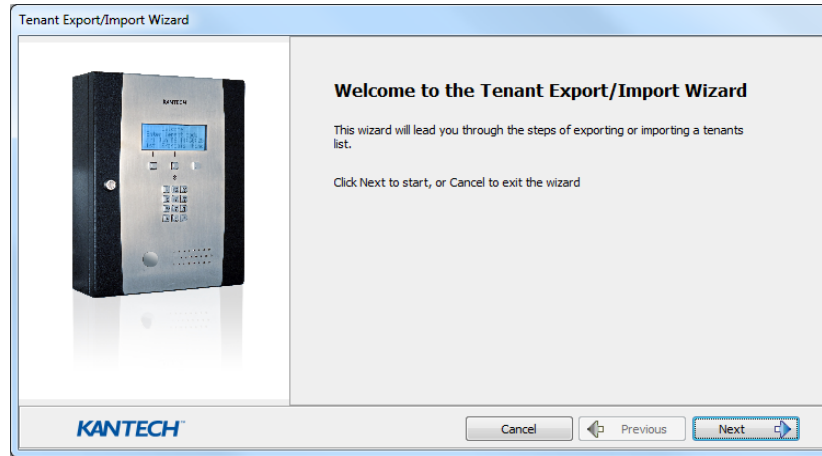 Tenant Export/Import Wizard
KANTECH
Welcome to the Tenant Export/Import Wizard
This wizard will lead you through the steps of exporting or importing a tenants
list.
Click Next to start, or Cancel to exit the wizard
KANTECH
Cancel
Previous
Next